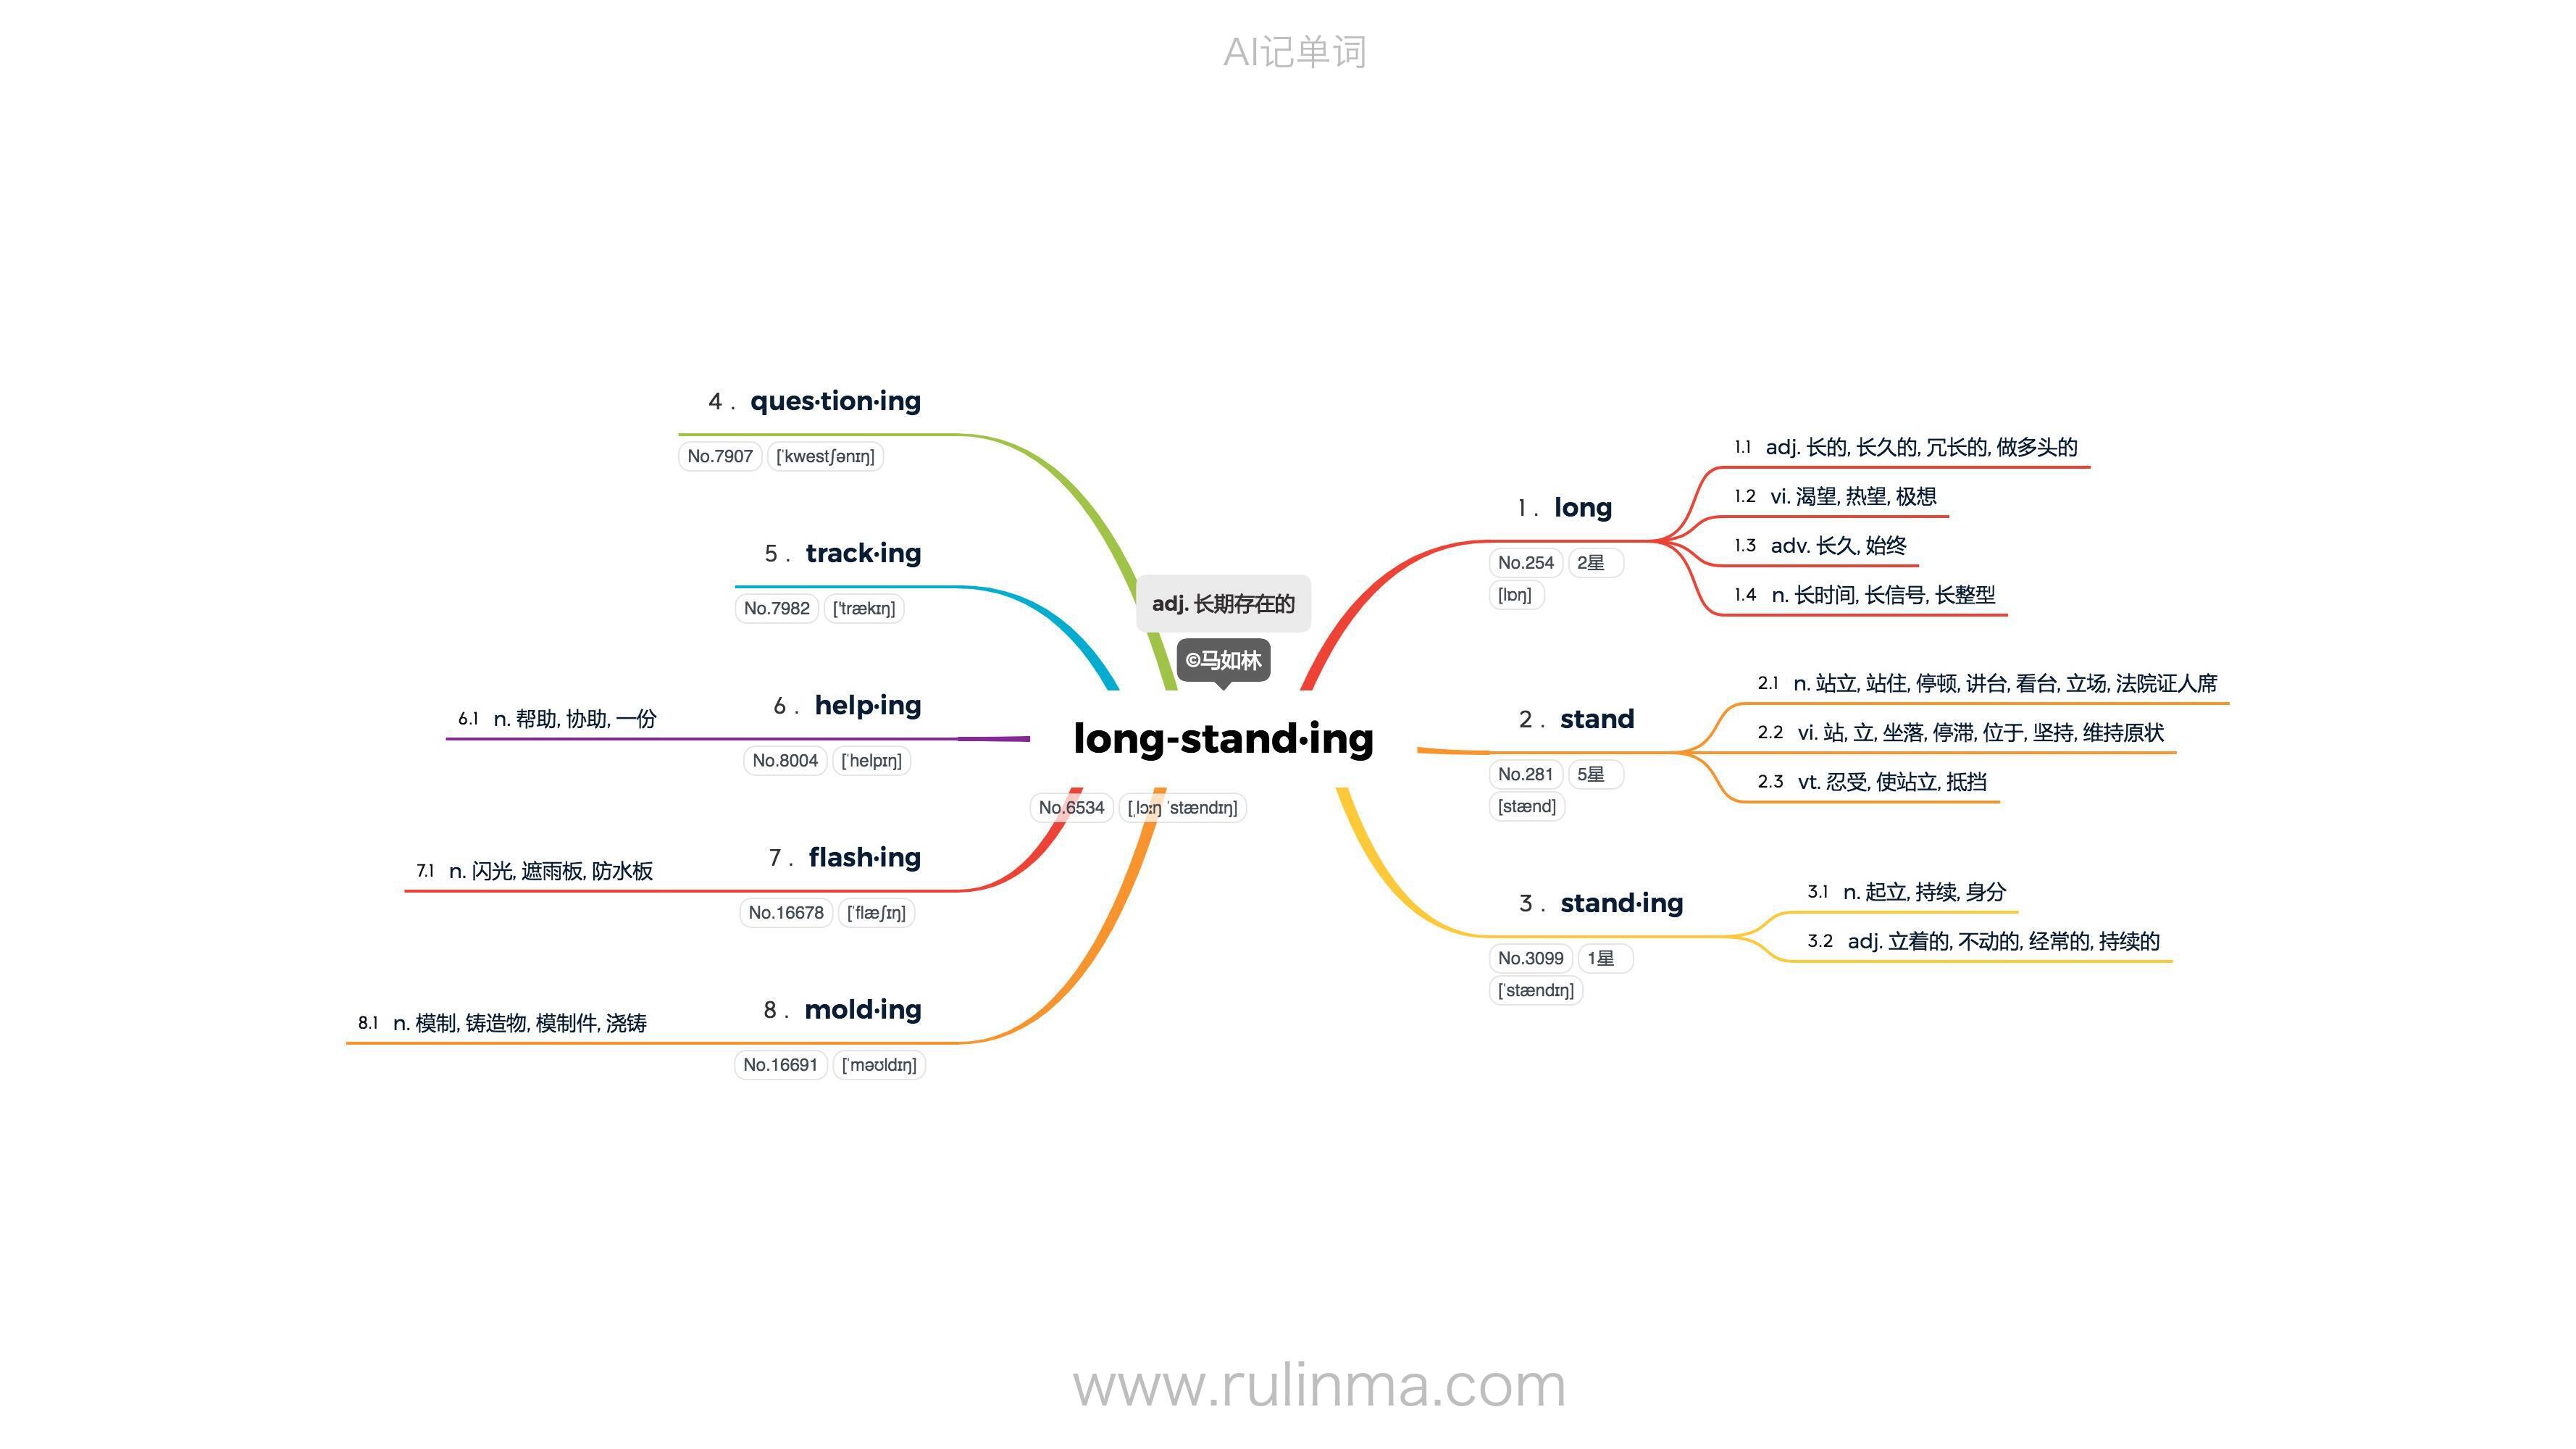 AI记单词
adj. 长期存在的
©马如林
long-stand·ing
No.6534 [ˌlɔːŋ ˈstændɪŋ]
1 . long
No.254 2星
[lɒŋ]
1.1 adj. 长的, 长久的, 冗长的, 做多头的
1.2 vi. 渴望, 热望, 极想
1.3 adv. 长久, 始终
1.4 n. 长时间, 长信号, 长整型
2 . stand
No.281 5星
[stænd]
2.1 n. 站立, 站住, 停顿, 讲台, 看台, 立场, 法院证人席
2.2 vi. 站, 立, 坐落, 停滞, 位于, 坚持, 维持原状
2.3 vt. 忍受, 使站立, 抵挡
3 . stand·ing
No.3099 1星
[ˈstændɪŋ]
3.1 n. 起立, 持续, 身分
3.2 adj. 立着的, 不动的, 经常的, 持续的
4 . ques·tion·ing
No.7907 [ˈkwestʃənɪŋ]
5 . track·ing
No.7982 ['trækɪŋ]
6 . help·ing
No.8004 [ˈhelpɪŋ]
6.1 n. 帮助, 协助, 一份
7 . flash·ing
No.16678 [ˈflæʃɪŋ]
7.1 n. 闪光, 遮雨板, 防水板
8 . mold·ing
No.16691 [ˈməʊldɪŋ]
8.1 n. 模制, 铸造物, 模制件, 浇铸
www.rulinma.com